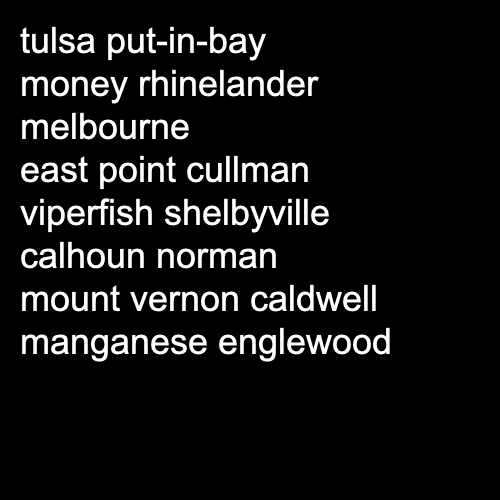 tulsa put-in-bay
money rhinelander
melbourne
east point cullman
viperfish shelbyville
calhoun norman
mount vernon caldwell
manganese englewood